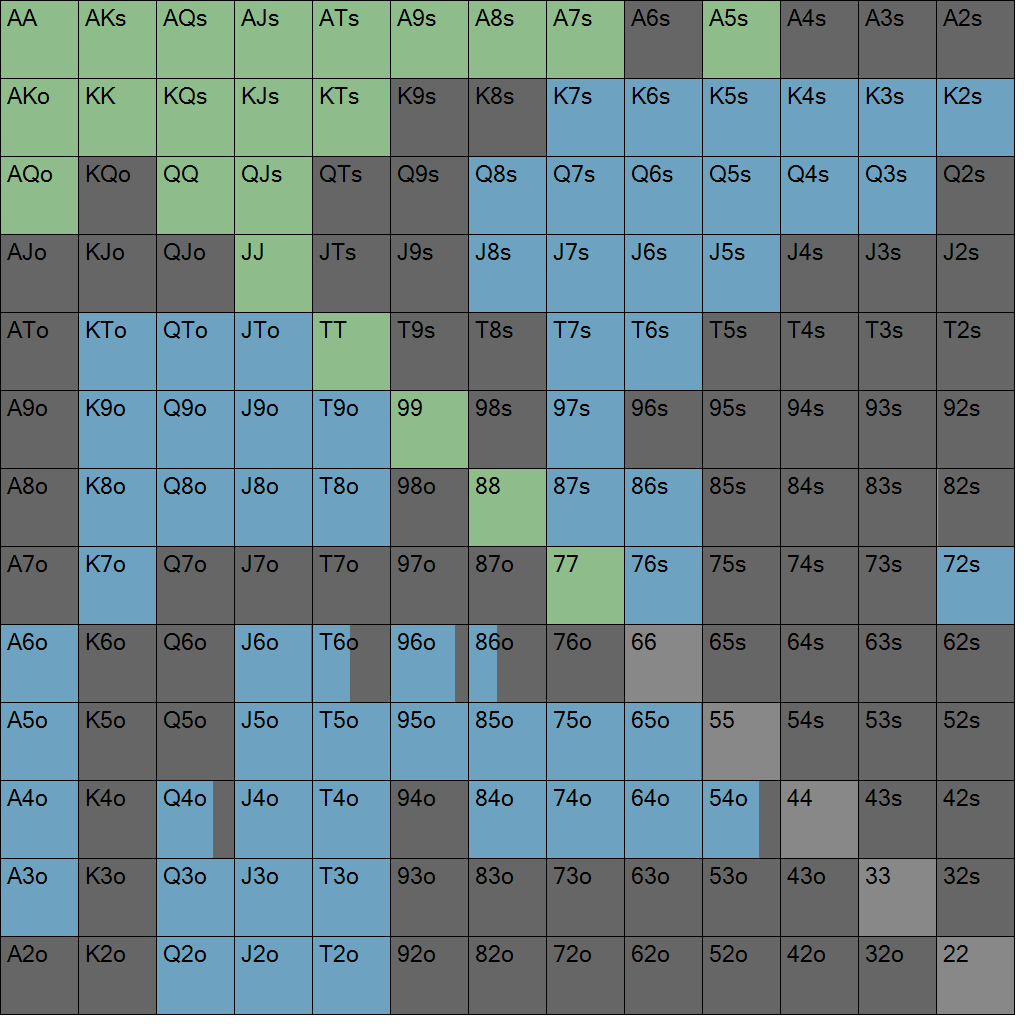 AA AKs AQs AJs ATs A9s A8s A7s A6s A5s A4s A3s A2s
AKo KK KQs KJs KTs K9s K8s K7s K6s K5s K4s K3s K2s
AQo KQo QQ QJs QTs Q9s Q8s Q7s Q6s Q5s Q4s Q3s Q2s
AJo KJo QJo JJ JTs J9s J8s J7s J6s J5s J4s J3s J2s
ATo KTo QTo JTo TT T9s T8s T7s T6s T5s T4s T3s T2s
A9o K9o Q9o J9o T9o 99 98s 97s 96s 95s 94s 93s 92s
A8o K8o Q8o J8o T8o 98o 88 87s 86s 85s 84s 83s 82s
A7o K7o Q7o J7o T7o 97o 87o 77 76s 75s 74s 73s 72s
A6o K6o Q6o J6o T6o 96o 86o 76o 66 65s 64s 63s 62s
A5o K5o Q5o J5o T5o 95o 85o 75o 65o 55 54s 53s 52s
A4o K4o Q4o J4o T4o 94o 84o 74o 64o 54o 44 43s 42s
A3o K3o Q3o J3o T3o 93o 83o 73o 63o 53o 43o 33 32s
A2o K2o Q2o J2o T2o 92o 82o 72o 62o 52o 42o 32o 22